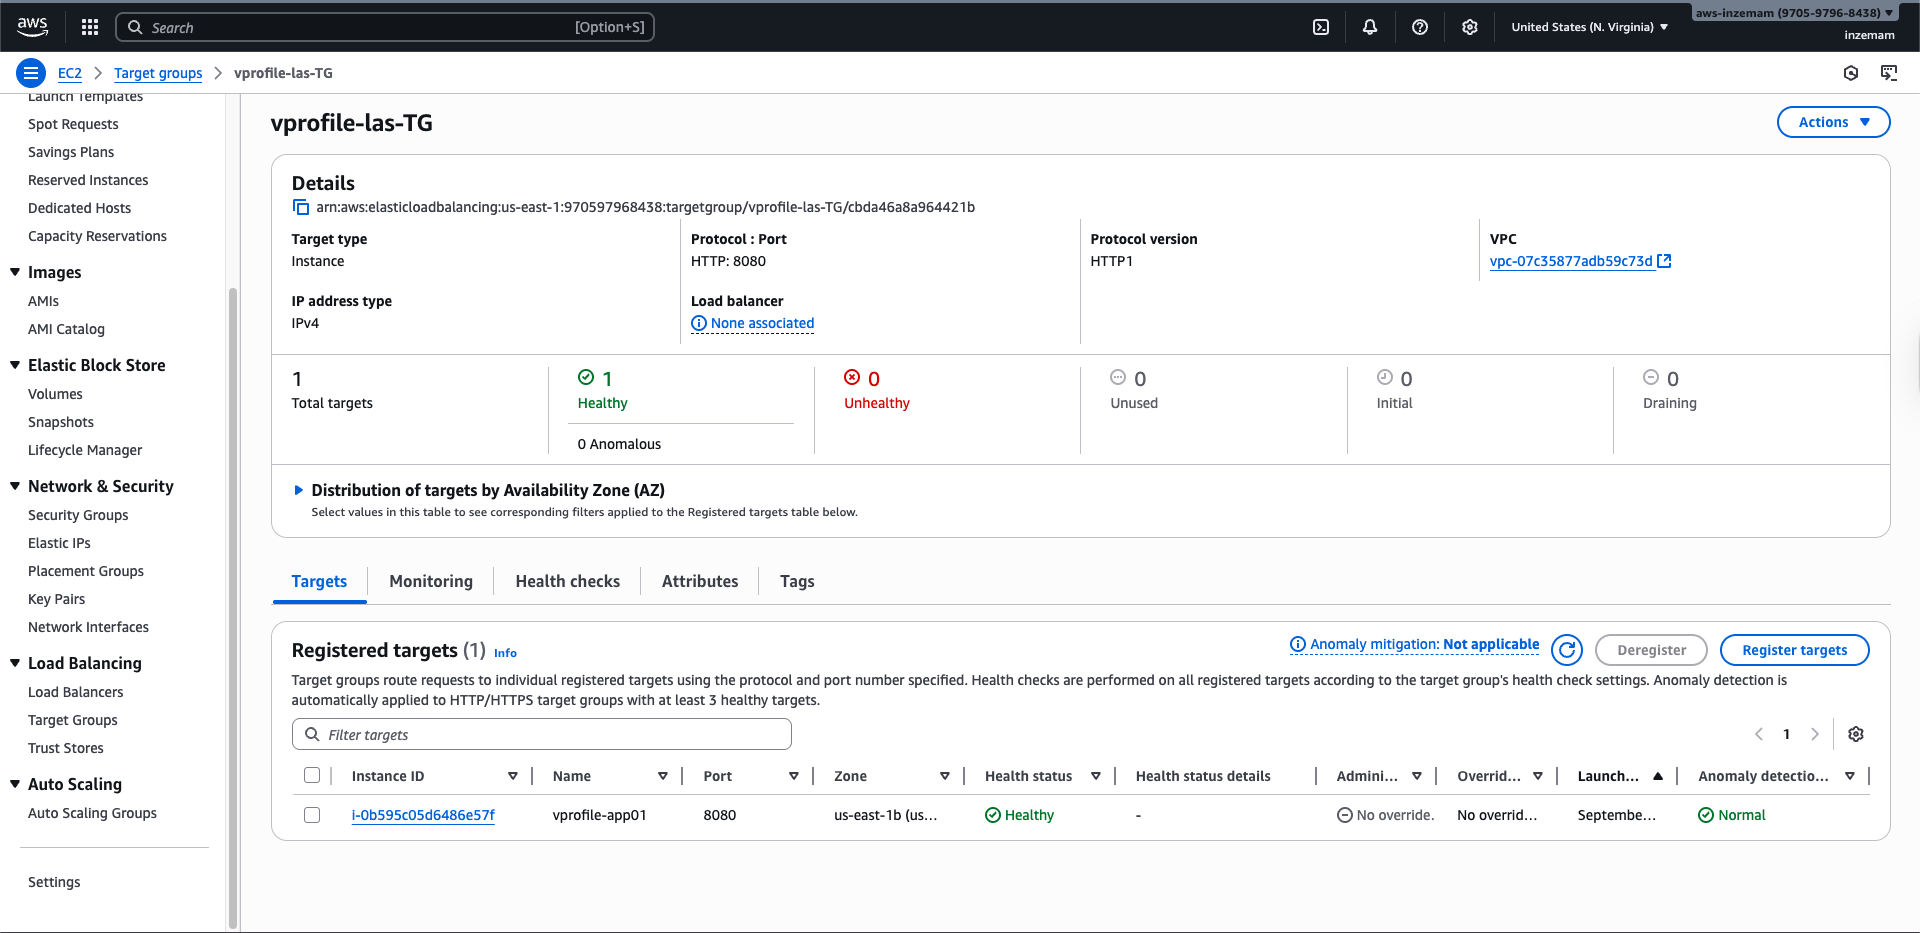 aws
Search
[Option+S]
United States (N. Virginia)
aws-inzemam (9705-9796-8438)
inzemam
EC2
Target groups
vprofile-las-TG
Launch Templates
Spot Requests
Savings Plans
Reserved Instances
Dedicated Hosts
Capacity Reservations
Images
AMIs
AMI Catalog
Elastic Block Store
Volumes
Snapshots
Lifecycle Manager
Network & Security
Security Groups
Elastic IPs
Placement Groups
Key Pairs
Network Interfaces
Load Balancing
Load Balancers
Target Groups
Trust Stores
Auto Scaling
Auto Scaling Groups
Settings
vprofile-las-TG
Actions
Details
arn:aws:elasticloadbalancing:us-east-1:970597968438:targetgroup/vprofile-las-TG/cbda46a8a964421b
Target type
Instance
Protocol : Port
HTTP: 8080
Protocol version
HTTP1
VPC
vpc-07c35877adb59c73d
IP address type
IPv4
Load balancer
None associated
1
Total targets
1
Healthy
0 Anomalous
0
Unhealthy
0
Unused
0
Initial
0
Draining
Distribution of targets by Availability Zone (AZ)
Select values in this table to see corresponding filters applied to the Registered targets table below.
Targets
Monitoring
Health checks
Attributes
Tags
Registered targets (1) Info
Anomaly mitigation: Not applicable
Deregister
Register targets
Target groups route requests to individual registered targets using the protocol and port number specified. Health checks are performed on all registered targets according to the target group's health check settings. Anomaly detection is
automatically applied to HTTP/HTTPS target groups with at least 3 healthy targets.
Filter targets
1
Instance ID Name Port Zone Health status Health status details Admini... Overrid... Launch... Anomaly detectio...
i-0b595c05d6486e57f vprofile-app01 8080 us-east-1b (us... Healthy - No override. No overrid... Septembe... Normal